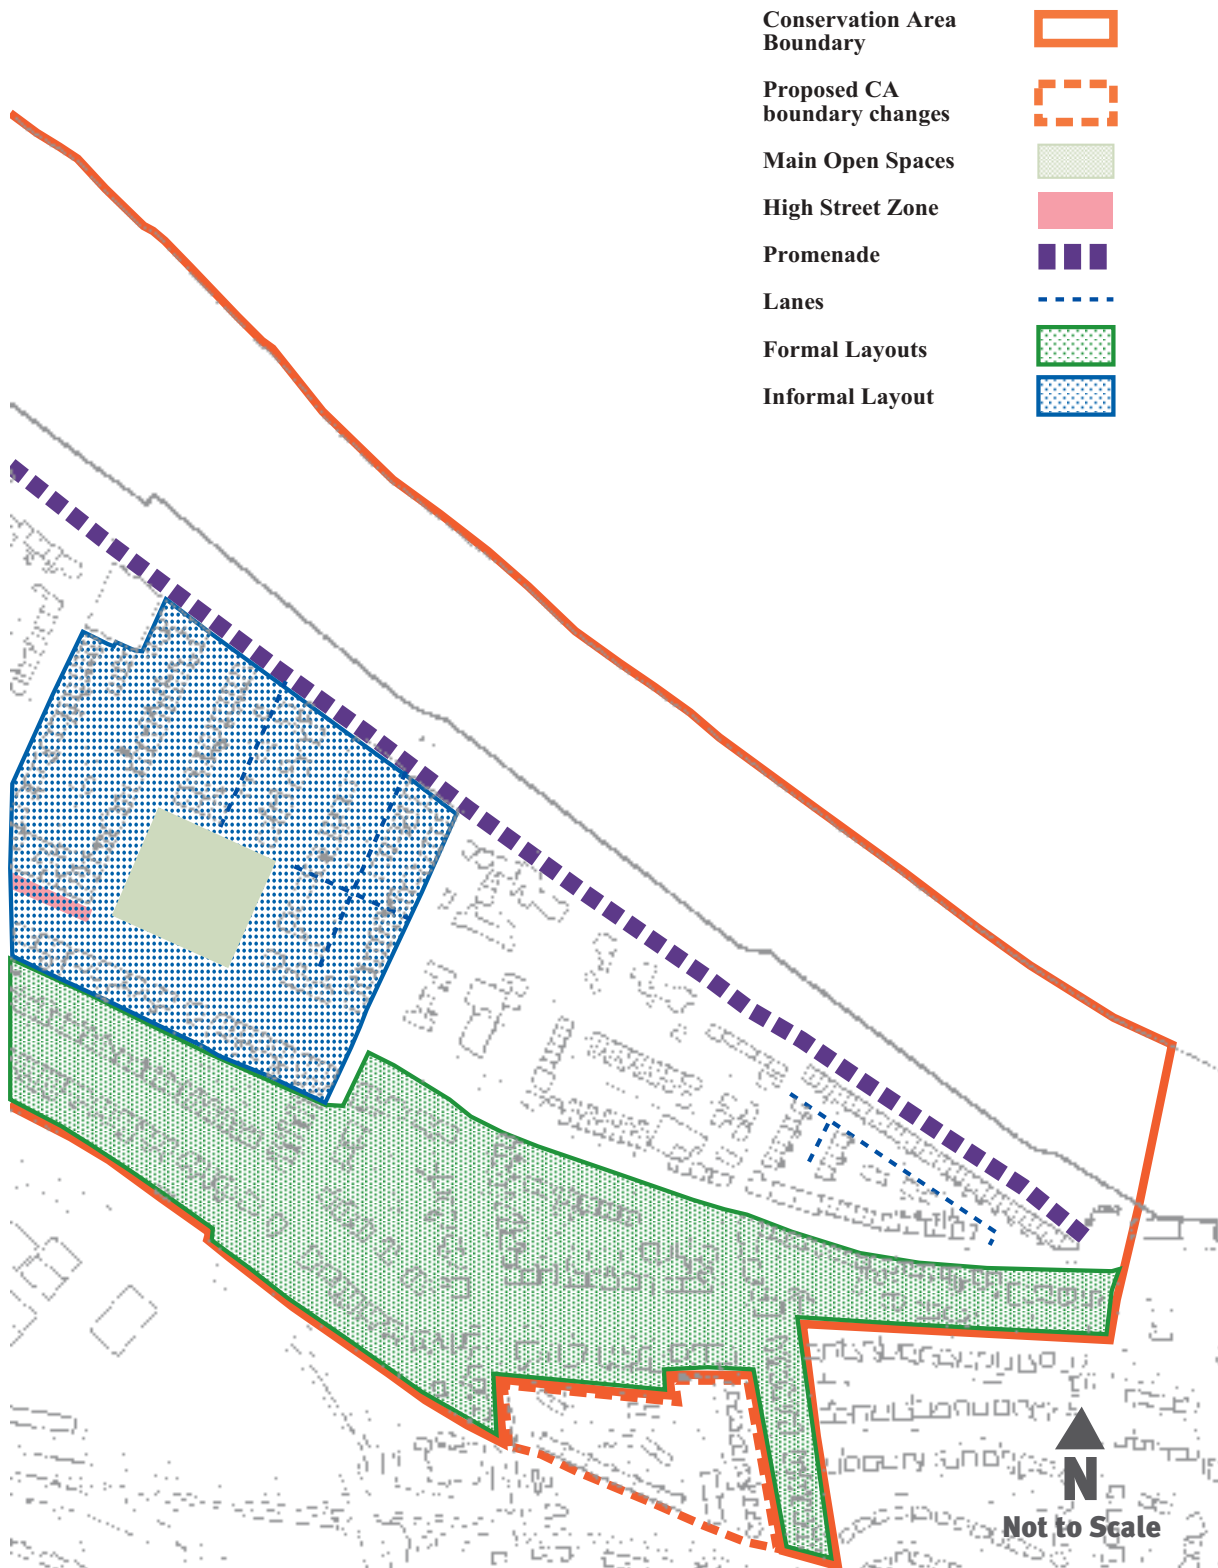 Conservation Area
Boundary
Proposed CA
boundary changes
Main Open Spaces
High Street Zone
Promenade
Lanes
Formal Layouts
Informal Layout
N
Not to Scale